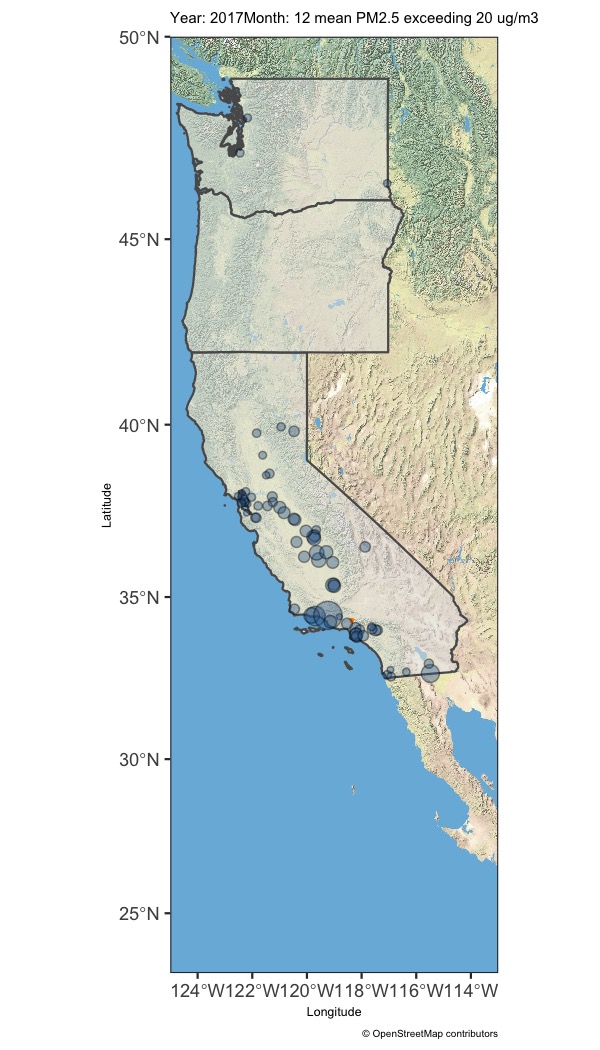 Year: 2017Month: 12 mean PM2.5 exceeding 20 ug/m3
50°N
45°N
40°N
35°N
30°N
25°N
Latitude
124°W122°W120°W118°W116°W114°W
Longitude
© OpenStreetMap contributors